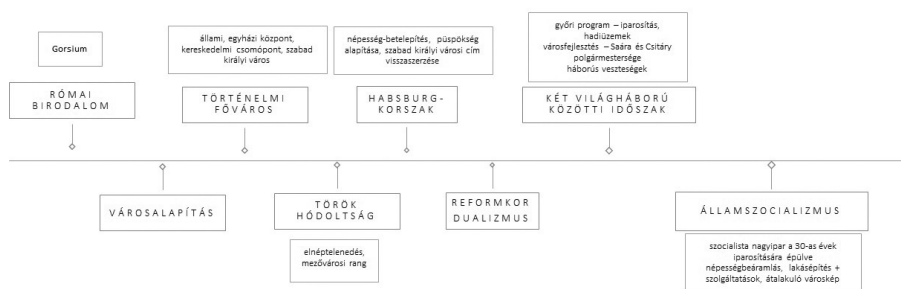 Gorsium
RÓMAI
BIRODALOM
VÁROSALAPÍTÁS
állami, egyházi központ,
kereskedelmi csomópont, szabad
királyi város
TÖRTÉNELMI
FŐVÁROS
TÖRÖK
HÓDOLTSÁG
elnéptelenedés,
mezővárosi rang
népesség-betelepítés, püspökség
alapítása, szabad királyi városi cím
visszaszerzése
HABSBURG-
KORSZAK
REFORMKOR
DUALIZMUS
győri program – iparosítás,
hadiüzemek
városfejlesztés – Saára és Csitáry
polgármestersége
háborús veszteségek
KÉT VILÁGHÁBORÚ
KÖZÖTTI IDŐSZAK
ÁLLAMSZOCIALIZMUS
szocialista nagyipar a 30-as évek
iparosítására épülve
népességbeáramlás, lakásépítés +
szolgáltatások, átalakuló városkép